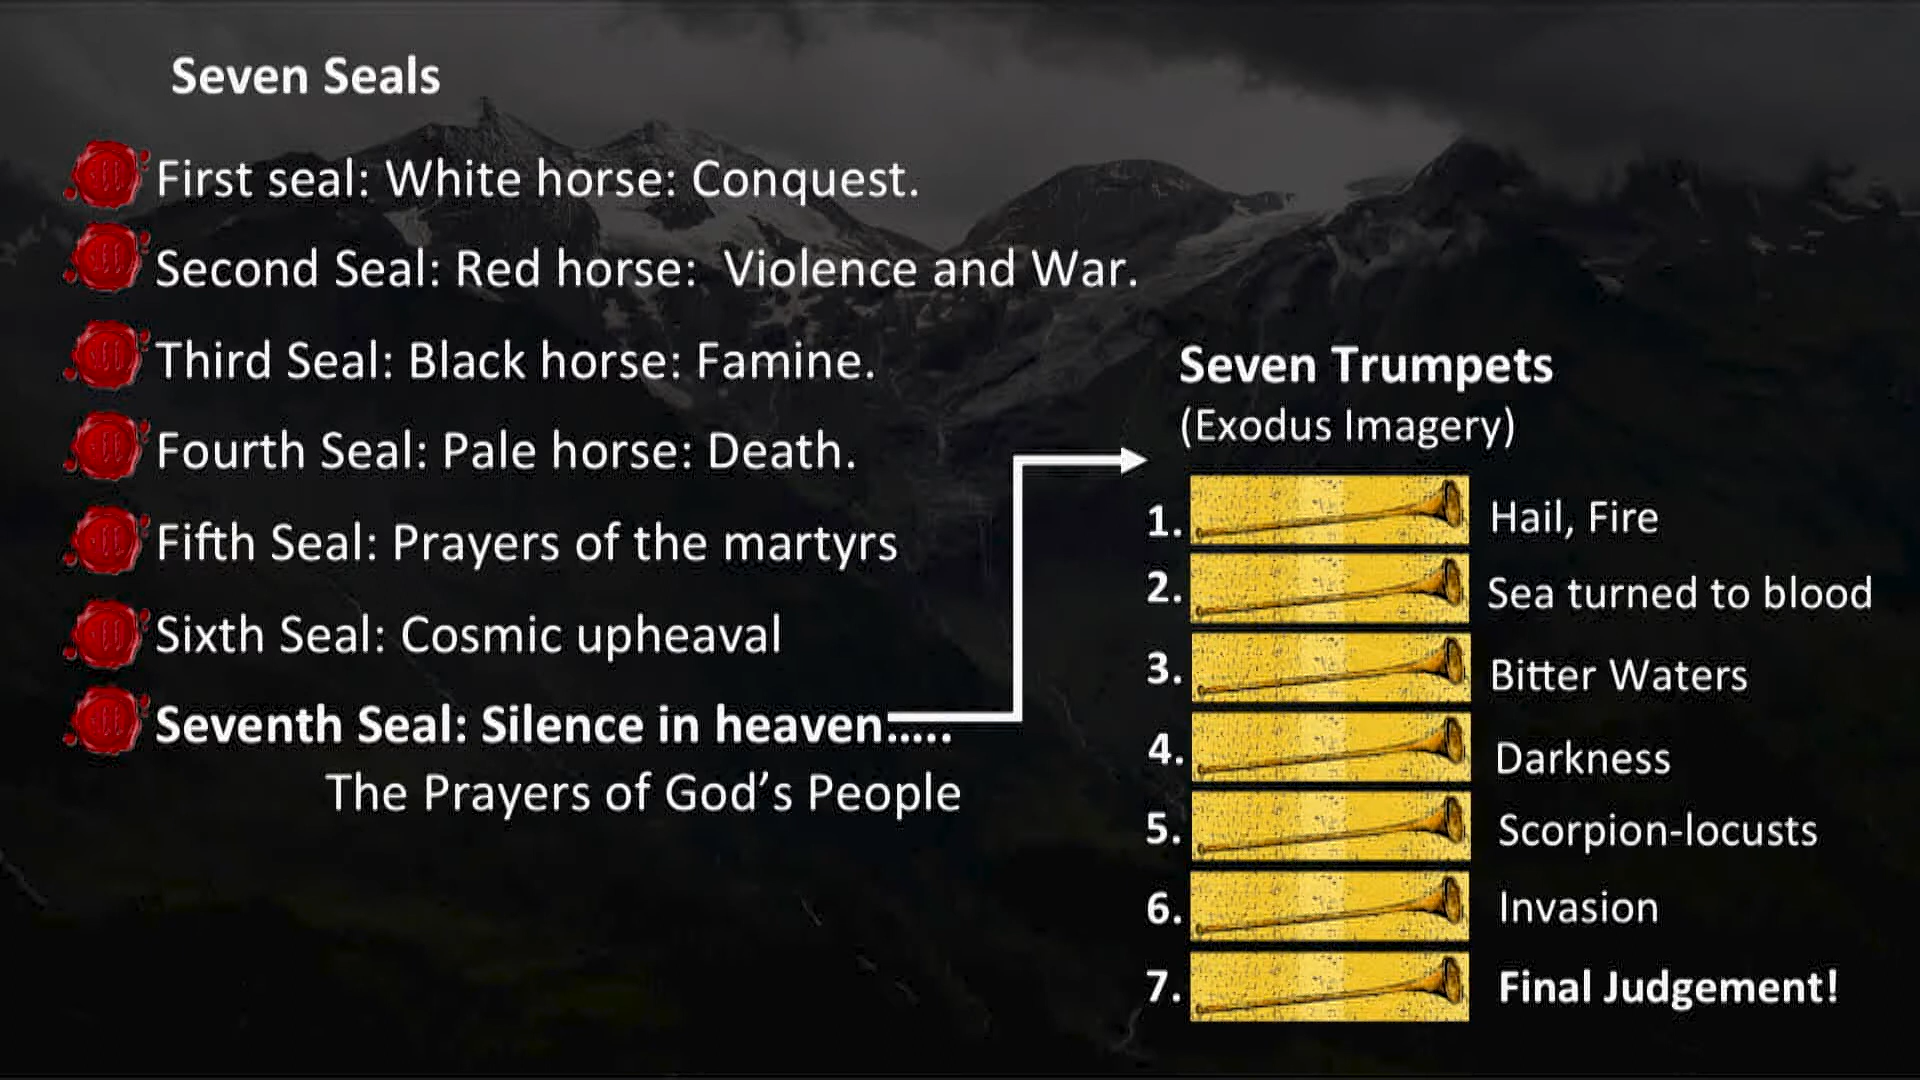 Seven Seals
First seal: White horse: Conquest.
Second Seal: Red horse:  Violence and War.
Third Seal: Black horse: Famine.
Fourth Seal: Pale horse: Death.
Fifth Seal: Prayers of the martyrs
Sixth Seal: Cosmic upheaval
Seventh Seal: Silence in heaven.....
The Prayers of God’s People
Seven Trumpets
(Exodus Imagery)
1. Hail, Fire
2. Sea turned to blood
3. Bitter Waters
4. Darkness
5. Scorpion-locusts
6. Invasion
7. Final Judgement!